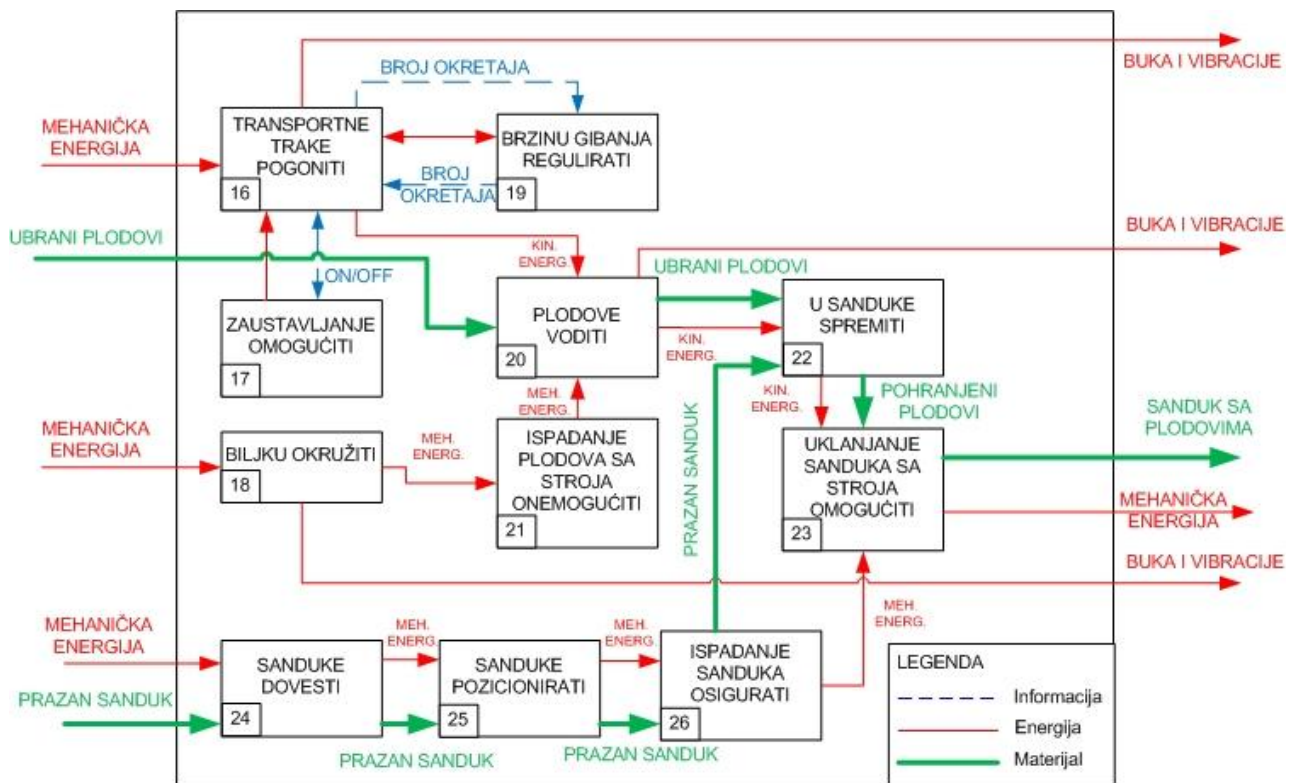 BUKA I VIBRACIJE
BROJ OKRETAJA
MEHANIČKA
ENERGIJA
TRANSPORTNE
TRAKE
POGONITI
16
BRZINU GIBANJA
REGULIRATI
19
BROJ
OKRETAJA
UBRANI PLODOVI
BUKA I VIBRACIJE
KIN.
ENERG.
ON/OFF
UBRANI PLODOVI
ZAUSTAVLJANJE
OMOGUĆITI
17
PLODOVE
VODITI
20
U SANDUKE
SPREMITI
22
KIN.
ENERG.
MEH.
ENERG.
KIN.
ENERG.
POHRANJENI
PLODOVI
PRAZAN SANDUK
SANDUK SA
PLODOVIMA
MEHANIČKA
ENERGIJA
BILJKU OKRUŽITI
18
MEH.
ENERG.
ISPADANJE
PLODOVA SA
STROJA
ONEMOGUĆITI
21
UKLANJANJE
SANDUKA SA
STROJA
OMOGUĆITI
23
MEHANIČKA
ENERGIJA
BUKA I VIBRACIJE
MEH.
ENERG.
MEHANIČKA
ENERGIJA
PRAZAN SANDUK
SANDUKE
DOVESTI
24
MEH.
ENERG.
PRAZAN SANDUK
SANDUKE
POZICIONIRATI
25
MEH.
ENERG.
PRAZAN SANDUK
ISPADANJE
SANDUKA
OSIGURATI
26
LEGENDA
Informacija
Energija
Materijal